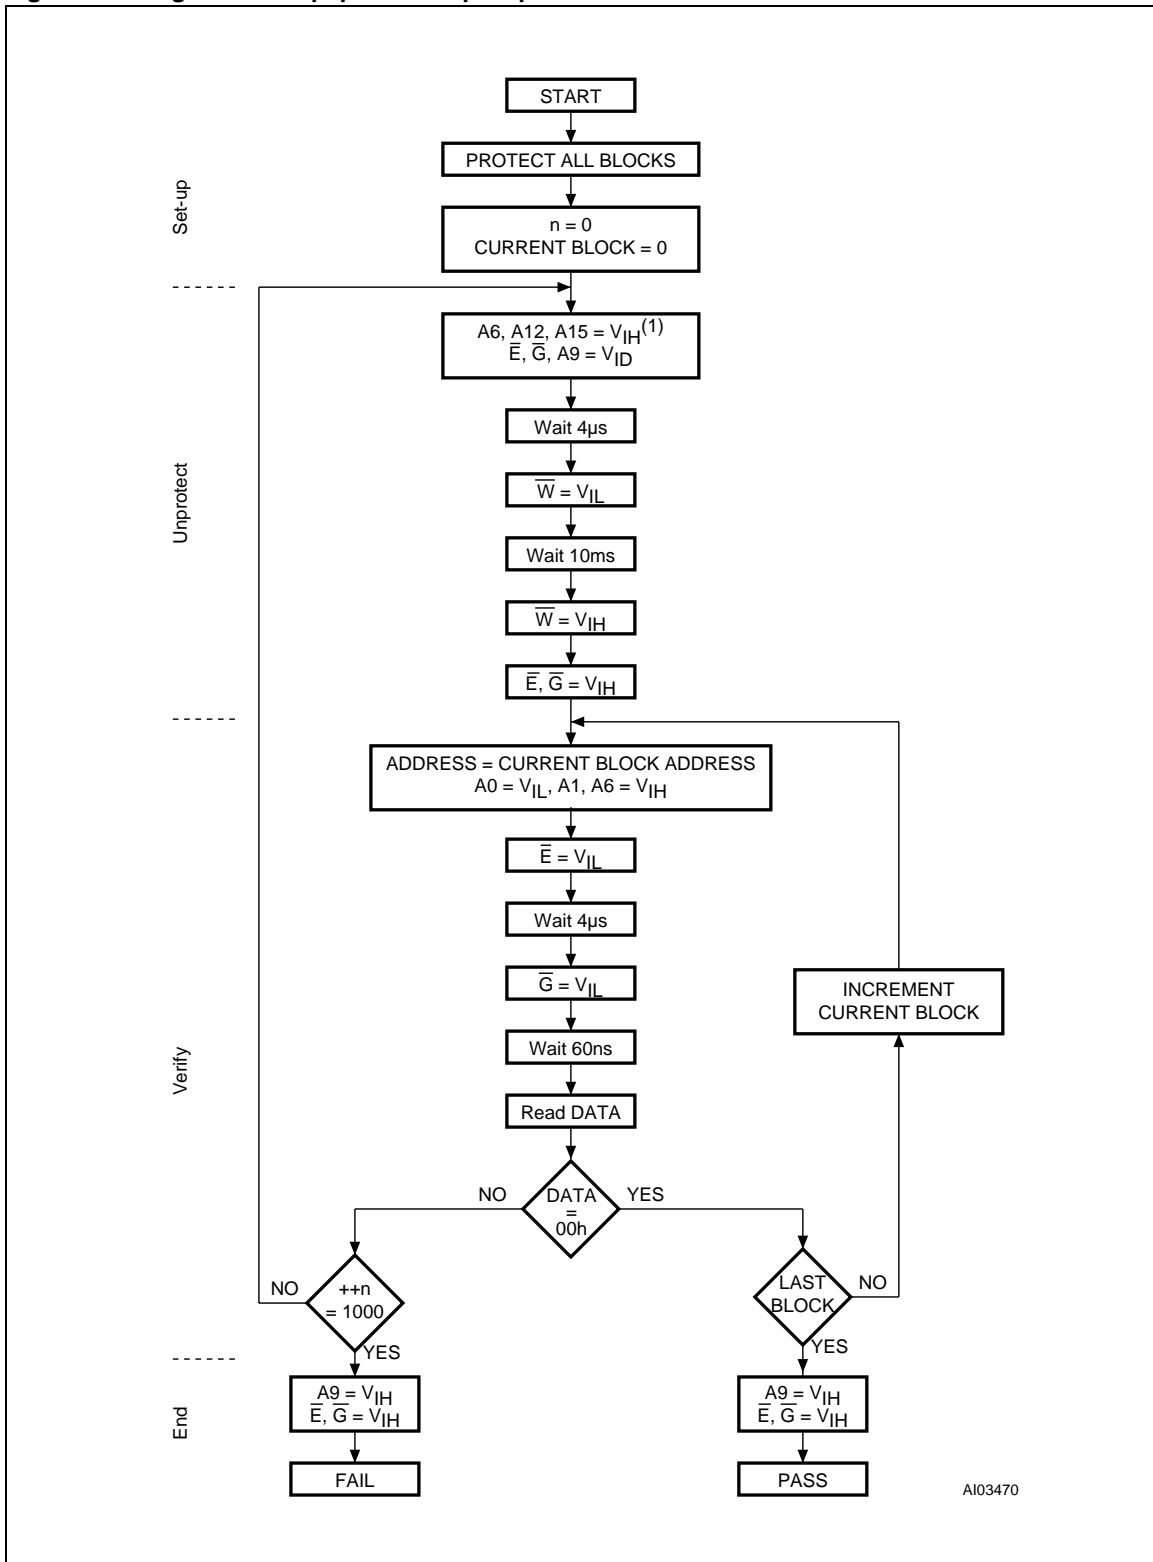 START
PROTECT ALL BLOCKS
Set-up
n = 0
CURRENT BLOCK = 0
A6, A12, A15 = VIH(1)
E̅, G̅, A9 = VID
Wait 4µs
Unprotect
W̅ = VIL
Wait 10ms
W̅ = VIH
E̅, G̅ = VIH
ADDRESS = CURRENT BLOCK ADDRESS
A0 = VIL, A1, A6 = VIH
E̅ = VIL
Wait 4µs
G̅ = VIL
INCREMENT
CURRENT BLOCK
Wait 60ns
Verify
Read DATA
NO
DATA
=
00h
YES
NO
++n
= 1000
YES
LAST
BLOCK
NO
YES
End
A9 = VIH
E̅, G̅ = VIH
A9 = VIH
E̅, G̅ = VIH
FAIL
PASS
AI03470